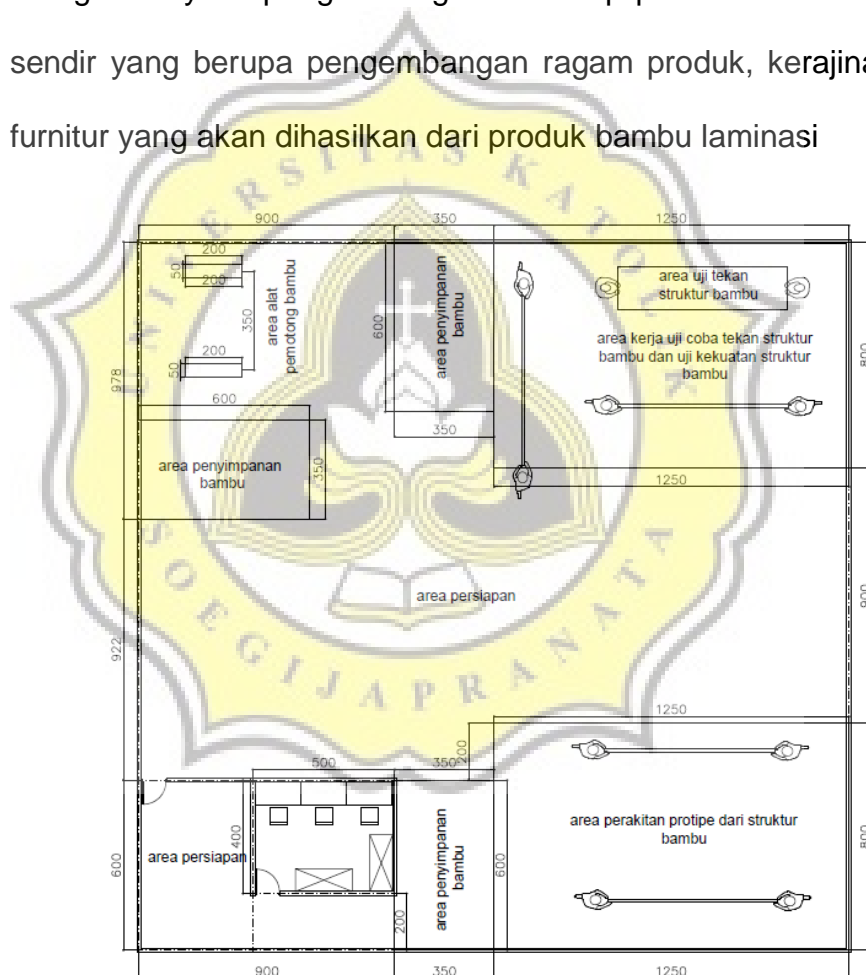 sendir yang berupa pengembangan ragam produk,
furnitur yang akan dihasilkan dari produk bambu laminasi
UNIVERSITAS KATOLIK
SOEGIJAPRANATA
900
350
1250
200
50
200
350
200
50
600
978
area alat
pemotong bambu
600
area penyimpanan
bambu
350
area uji tekan
struktur bambu
area kerja uji coba tekan struktur
bambu dan uji kekuatan struktur
bambu
800
area penyimpanan
bambu
350
1250
area persiapan
922
900
1250
200
500
350
400
area persiapan
600
200
area penyimpanan
bambu
600
area perakitan protipe dari struktur
bambu
800
900
350
1250